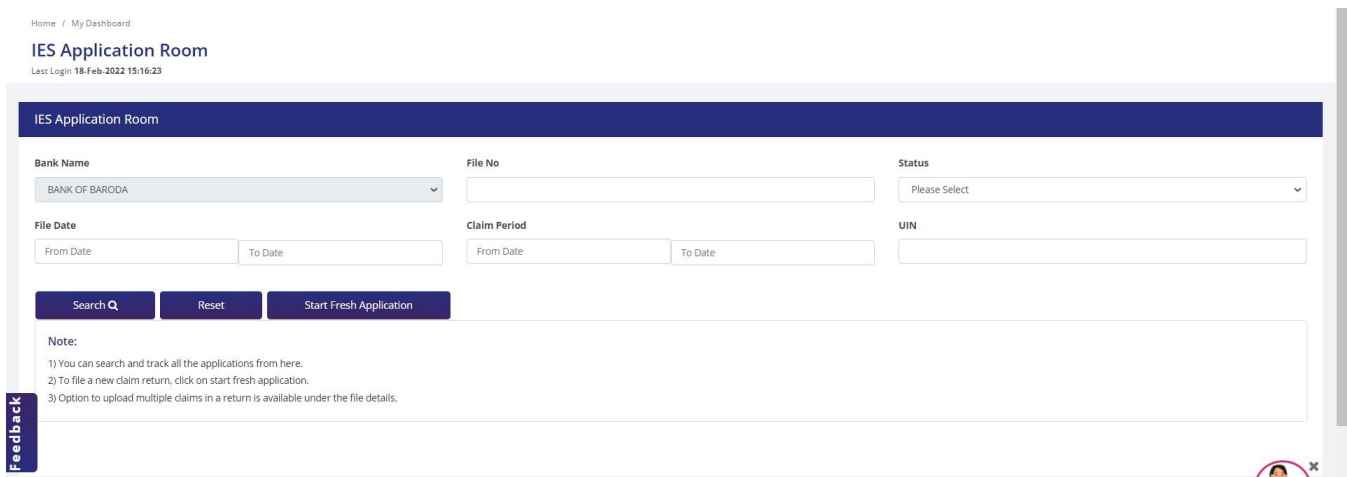 Home / My Dashboard
IES Application Room
Last Login 18-Feb-2022 15:16:23
IES Application Room
Bank Name
File No
Status
BANK OF BARODA
Please Select
File Date
Claim Period
UIN
From Date
To Date
From Date
To Date
Search
Reset
Start Fresh Application
Note:
1) You can search and track all the applications from here.
2) To file a new claim return, click on start fresh application.
3) Option to upload multiple claims in a return is available under the file details.
Feedback